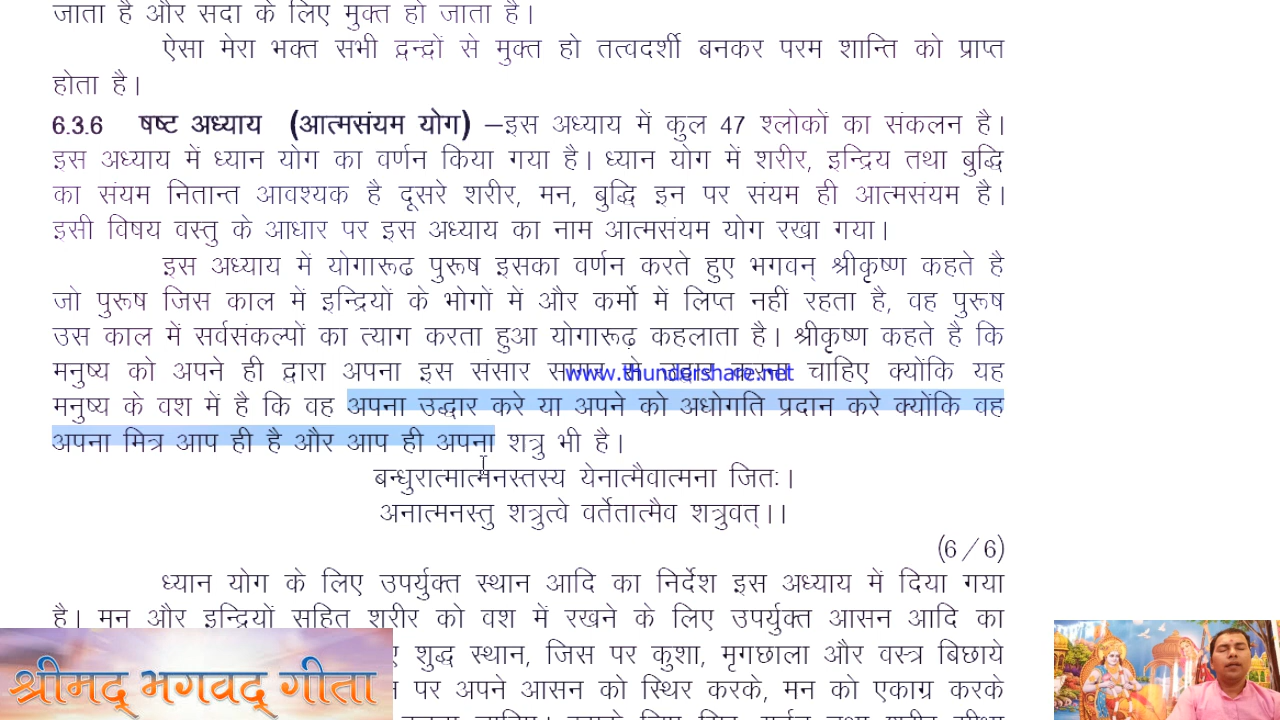 जाता है और सदा के लिए मुक्त हो जाता है।
ऐसा मेरा भक्त सभी द्वन्द्वों से मुक्त हो तत्वदर्शी बनकर परम शान्ति को प्राप्त
होता है।
6.3.6 षष्ट अध्याय (आत्मसंयम योग) –इस अध्याय में कुल 47 श्लोकों का संकलन है।
इस अध्याय में ध्यान योग का वर्णन किया गया है। ध्यान योग में शरीर, इन्द्रिय तथा बुद्धि
का संयम नितान्त आवश्यक है दूसरे शरीर, मन, बुद्धि इन पर संयम ही आत्मसंयम है।
इसी विषय वस्तु के आधार पर इस अध्याय का नाम आत्मसंयम योग रखा गया।
इस अध्याय में योगारूढ पुरूष इसका वर्णन करते हुए भगवन् श्रीकृष्ण कहते है
जो पुरूष जिस काल में इन्द्रियों के भोगों में और कर्मो में लिप्त नहीं रहता है, वह पुरूष
उस काल में सर्वसंकल्पों का त्याग करता हुआ योगारूढ़ कहलाता है। श्रीकृष्ण कहते है कि
मनुष्य को अपने ही द्वारा अपना इस संसार चाहिए क्योंकि यह
www.thundershare.net
मनुष्य के वश में है कि वह अपना उद्धार करे या अपने को अधोगति प्रदान करे क्योंकि वह
अपना मित्र आप ही है और आप ही अपना शत्रु भी है।
बन्धुरात्मात्मनस्तस्य येनात्मैवात्मना जितः।
अनात्मनस्तु शत्रुत्वे वर्तेतात्मैव शत्रुवत्।।
(6/6)
ध्यान योग के लिए उपर्युक्त स्थान आदि का निर्देश इस अध्याय में दिया गया
है। मन और इन्द्रियों सहित शरीर को वश में रखने के लिए उपर्युक्त आसन आदि का
शुद्ध स्थान, जिस पर कुशा, मृगछाला और वस्त्र बिछाये
पर अपने आसन को स्थिर करके, मन को एकाग्र करके
श्रीमद् भगवद् गीता